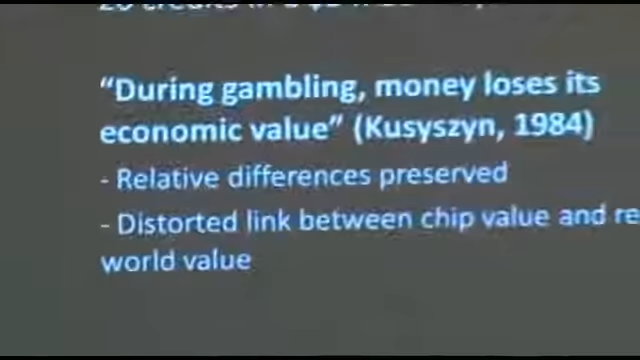 "During gambling, money loses its
economic value" (Kusyszyn, 1984)
- Relative differences preserved
- Distorted link between chip value and
world value